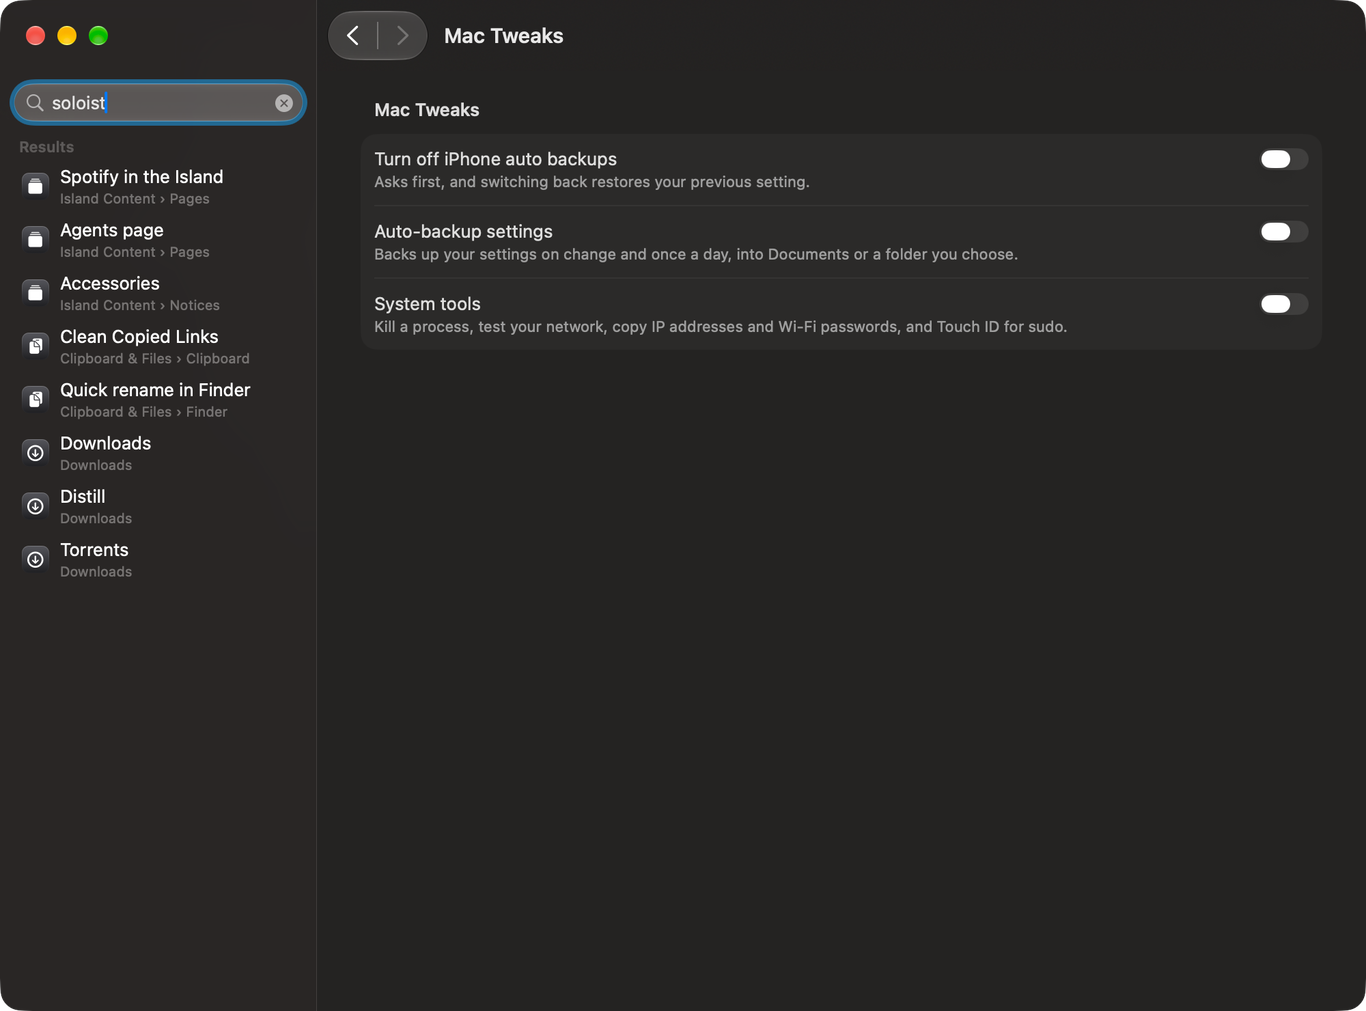 Mac Tweaks
soloist
Results
Spotify in the Island
Island Content › Pages
Agents page
Island Content › Pages
Accessories
Island Content › Notices
Clean Copied Links
Clipboard & Files › Clipboard
Quick rename in Finder
Clipboard & Files › Finder
Downloads
Downloads
Distill
Downloads
Torrents
Downloads
Mac Tweaks
Turn off iPhone auto backups
Asks first, and switching back restores your previous setting.
Auto-backup settings
Backs up your settings on change and once a day, into Documents or a folder you choose.
System tools
Kill a process, test your network, copy IP addresses and Wi-Fi passwords, and Touch ID for sudo.